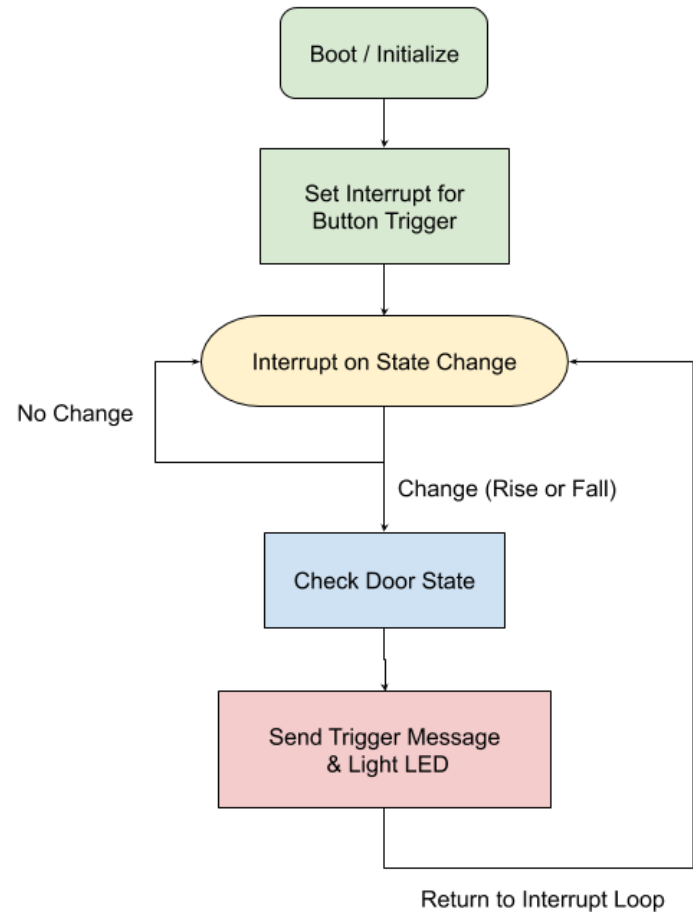 Boot / Initialize
Set Interrupt for
Button Trigger
Interrupt on State Change
No Change
Change (Rise or Fall)
Check Door State
Send Trigger Message
& Light LED
Return to Interrupt Loop